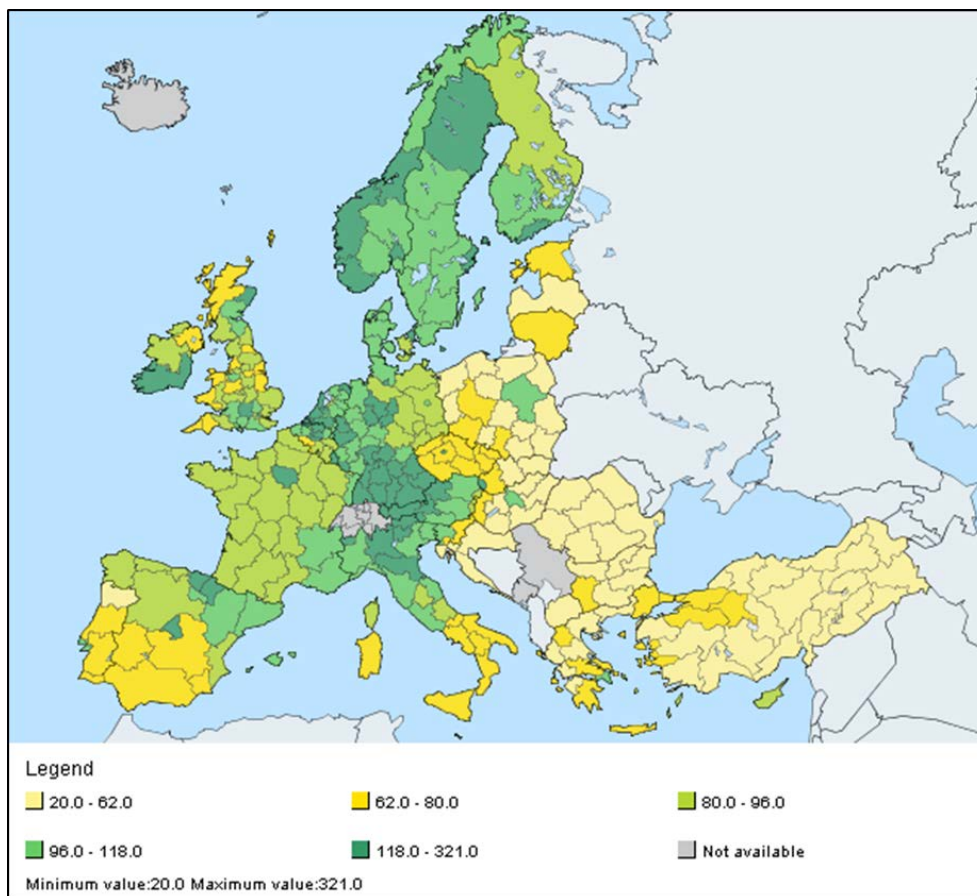 Legend
20.0 - 62.0 62.0 - 80.0 80.0 - 96.0
96.0 - 118.0 118.0 - 321.0 Not available
Minimum value:20.0 Maximum value:321.0